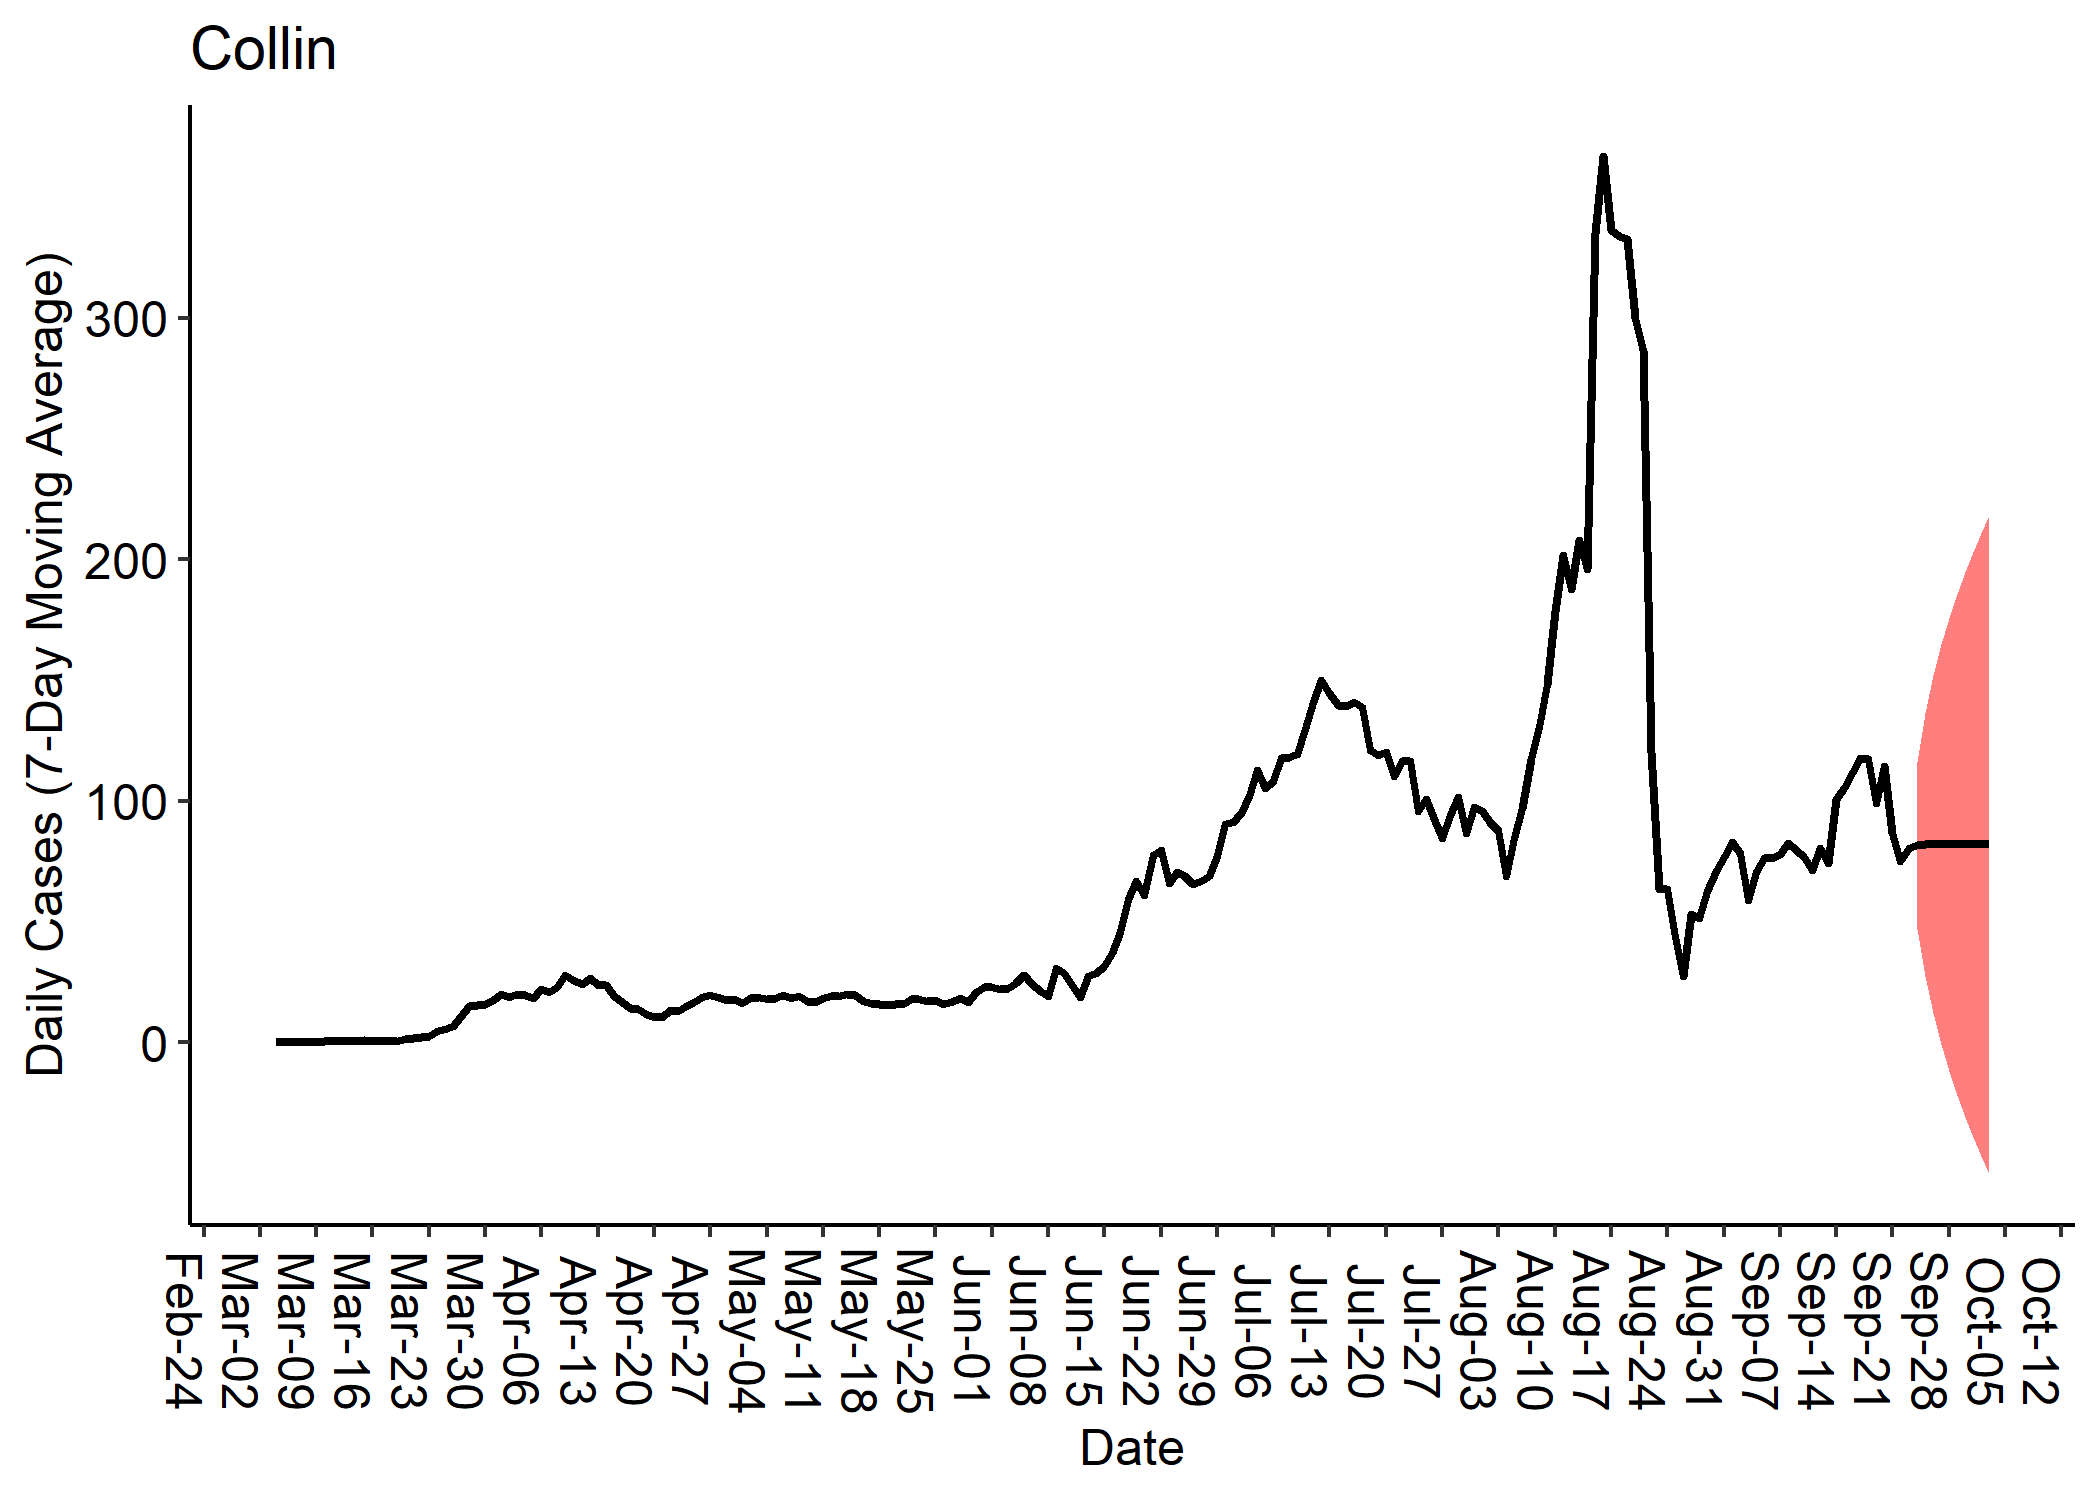 Collin
Daily Cases (7-Day Moving Average)
300
200
100
0
Feb-24
Mar-02
Mar-09
Mar-16
Mar-23
Mar-30
Apr-06
Apr-13
Apr-20
Apr-27
May-04
May-11
May-18
May-25
Jun-01
Jun-08
Jun-15
Jun-22
Jun-29
Jul-06
Jul-13
Jul-20
Jul-27
Aug-03
Aug-10
Aug-17
Aug-24
Aug-31
Sep-07
Sep-14
Sep-21
Sep-28
Oct-05
Oct-12
Date